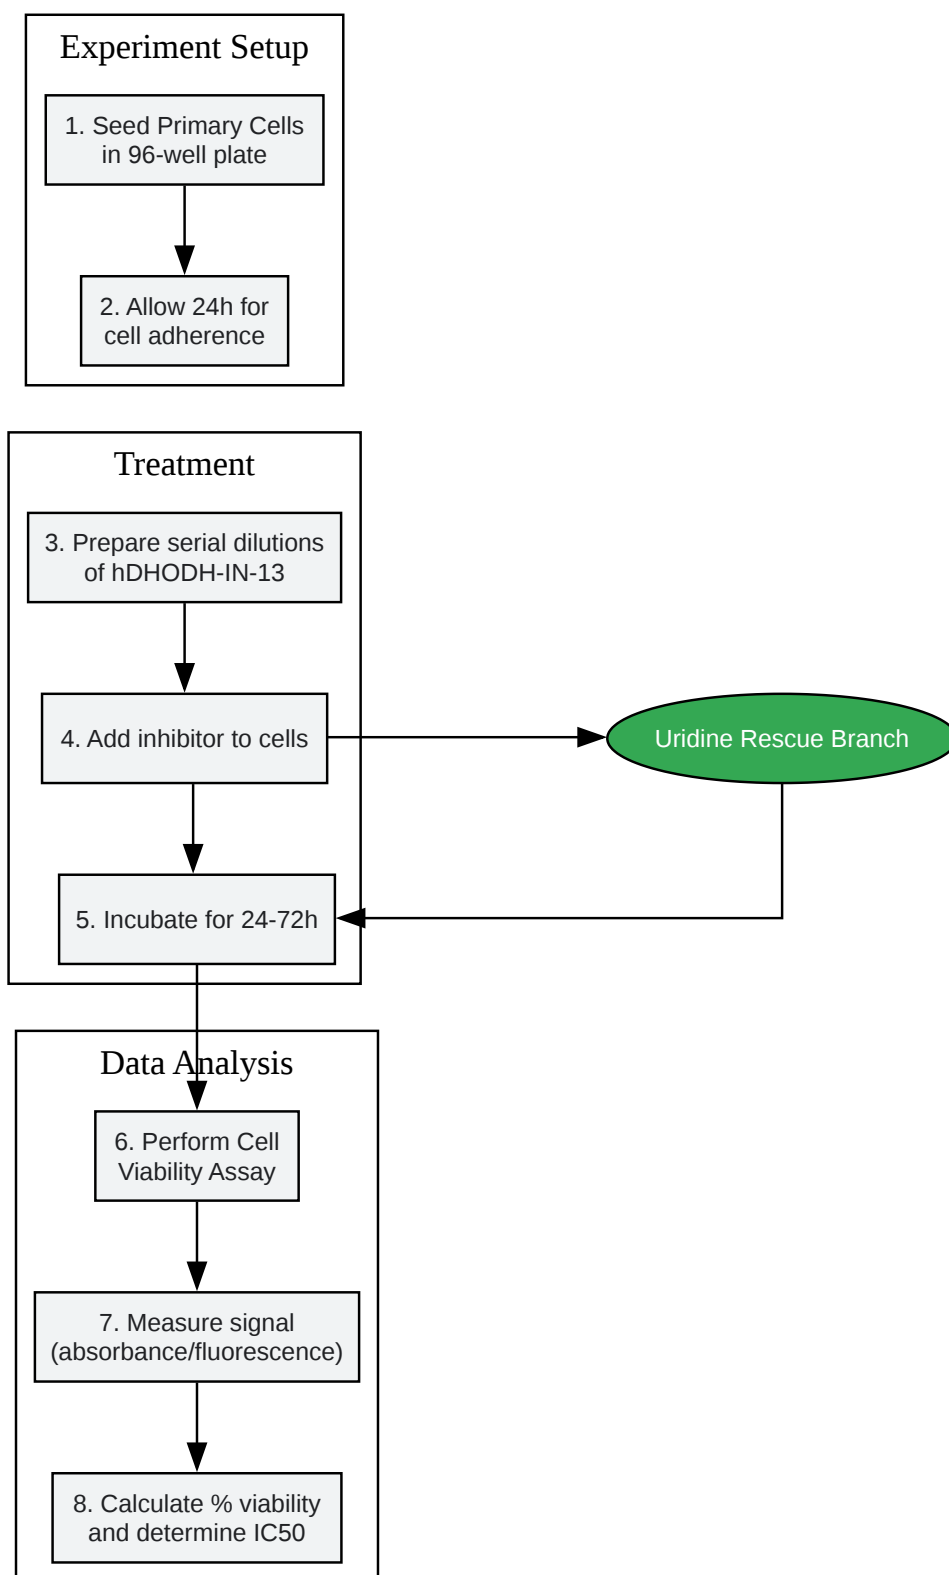 Experiment Setup
1. Seed Primary Cells
in 96-well plate
2. Allow 24h for
cell adherence
Treatment
3. Prepare serial dilutions
of hDHODH-IN-13
4. Add inhibitor to cells
Uridine Rescue Branch
5. Incubate for 24-72h
Data Analysis
6. Perform Cell
Viability Assay
7. Measure signal
(absorbance/fluorescence)
8. Calculate % viability
and determine IC50